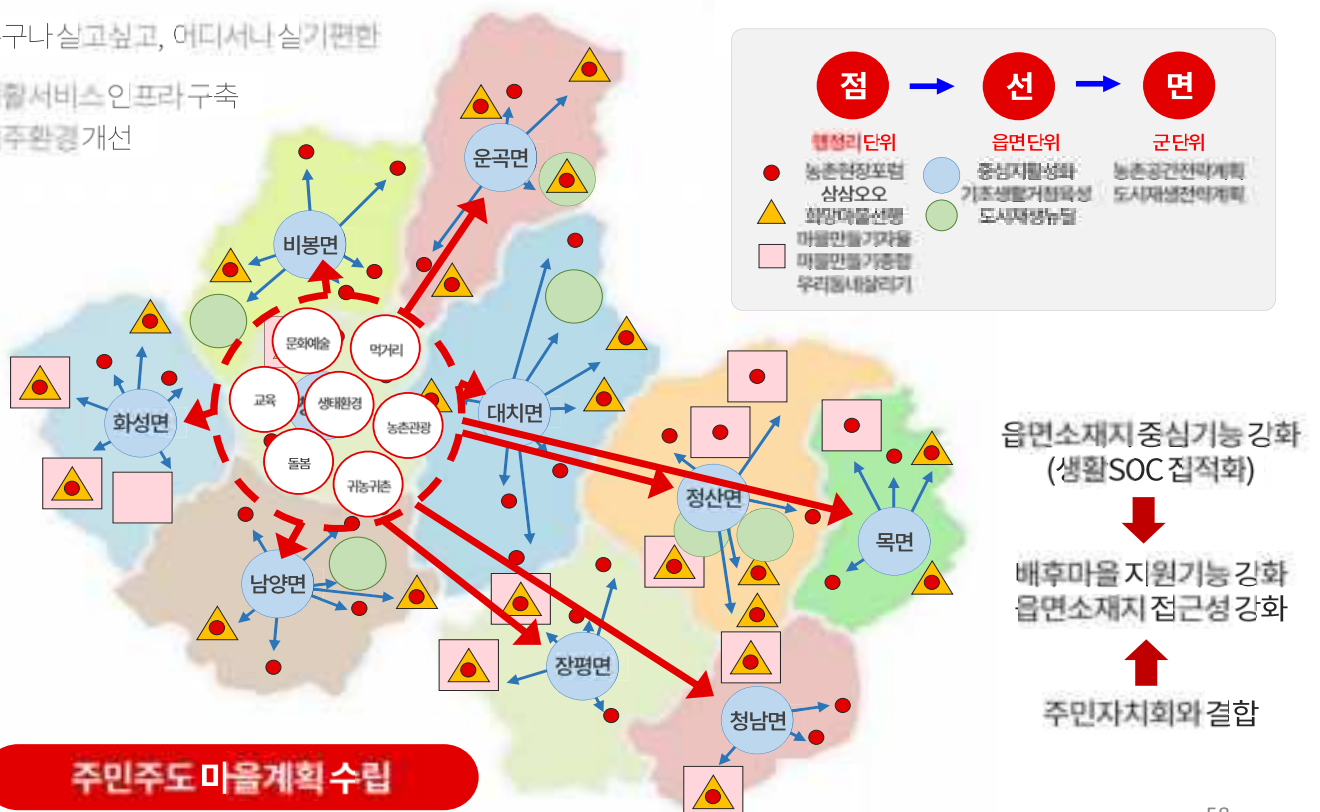 구나 살고싶고, 어디서나 살기편한
활서비스 인프라 구축
주환경 개선
점
선
면
행정리 단위
읍면 단위
군 단위
농촌현장포럼
삼삼오오
희망마을선행
마을만들기자율
마을만들기종합
우리동네살리기
중심지활성화
기초생활거점육성
도시재생뉴딜
농촌공간전략계획
도시재생전략계획
운곡면
비봉면
문화예술
먹거리
교육
생태환경
농촌관광
돌봄
귀농귀촌
화성면
대치면
정산면
목면
남양면
장평면
청남면
읍면소재지 중심기능 강화
(생활SOC 집적화)
배후마을 지원기능 강화
읍면소재지 접근성 강화
주민자치회와 결합
주민주도 마을계획 수립